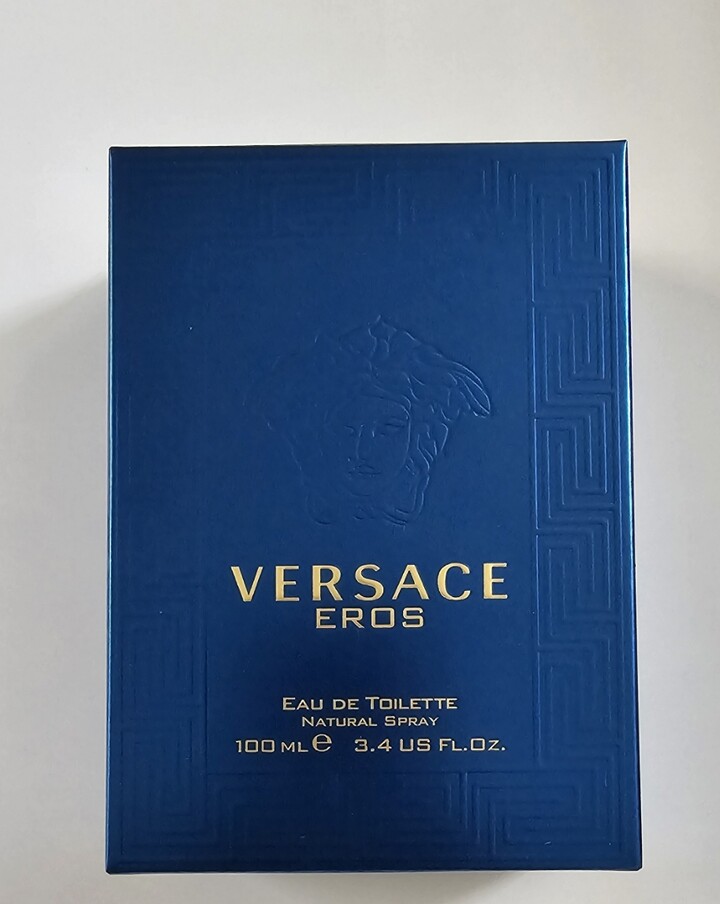 VERSACE
EROS
EAU DE TOILETTE
NATURAL SPRAY
100 ML ℮ 3.4 US FL.OZ.